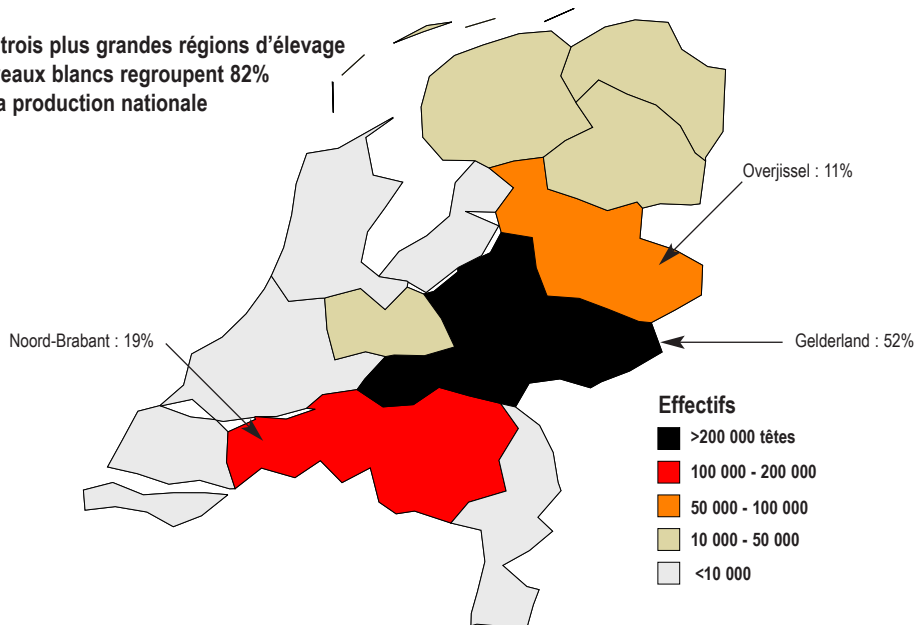 trois plus grandes régions d'élevage
eaux blancs regroupent 82%
a production nationale
Overjissel : 11%
Noord-Brabant : 19%
Gelderland : 52%
Effectifs
>200 000 têtes
100 000 - 200 000
50 000 - 100 000
10 000 - 50 000
<10 000